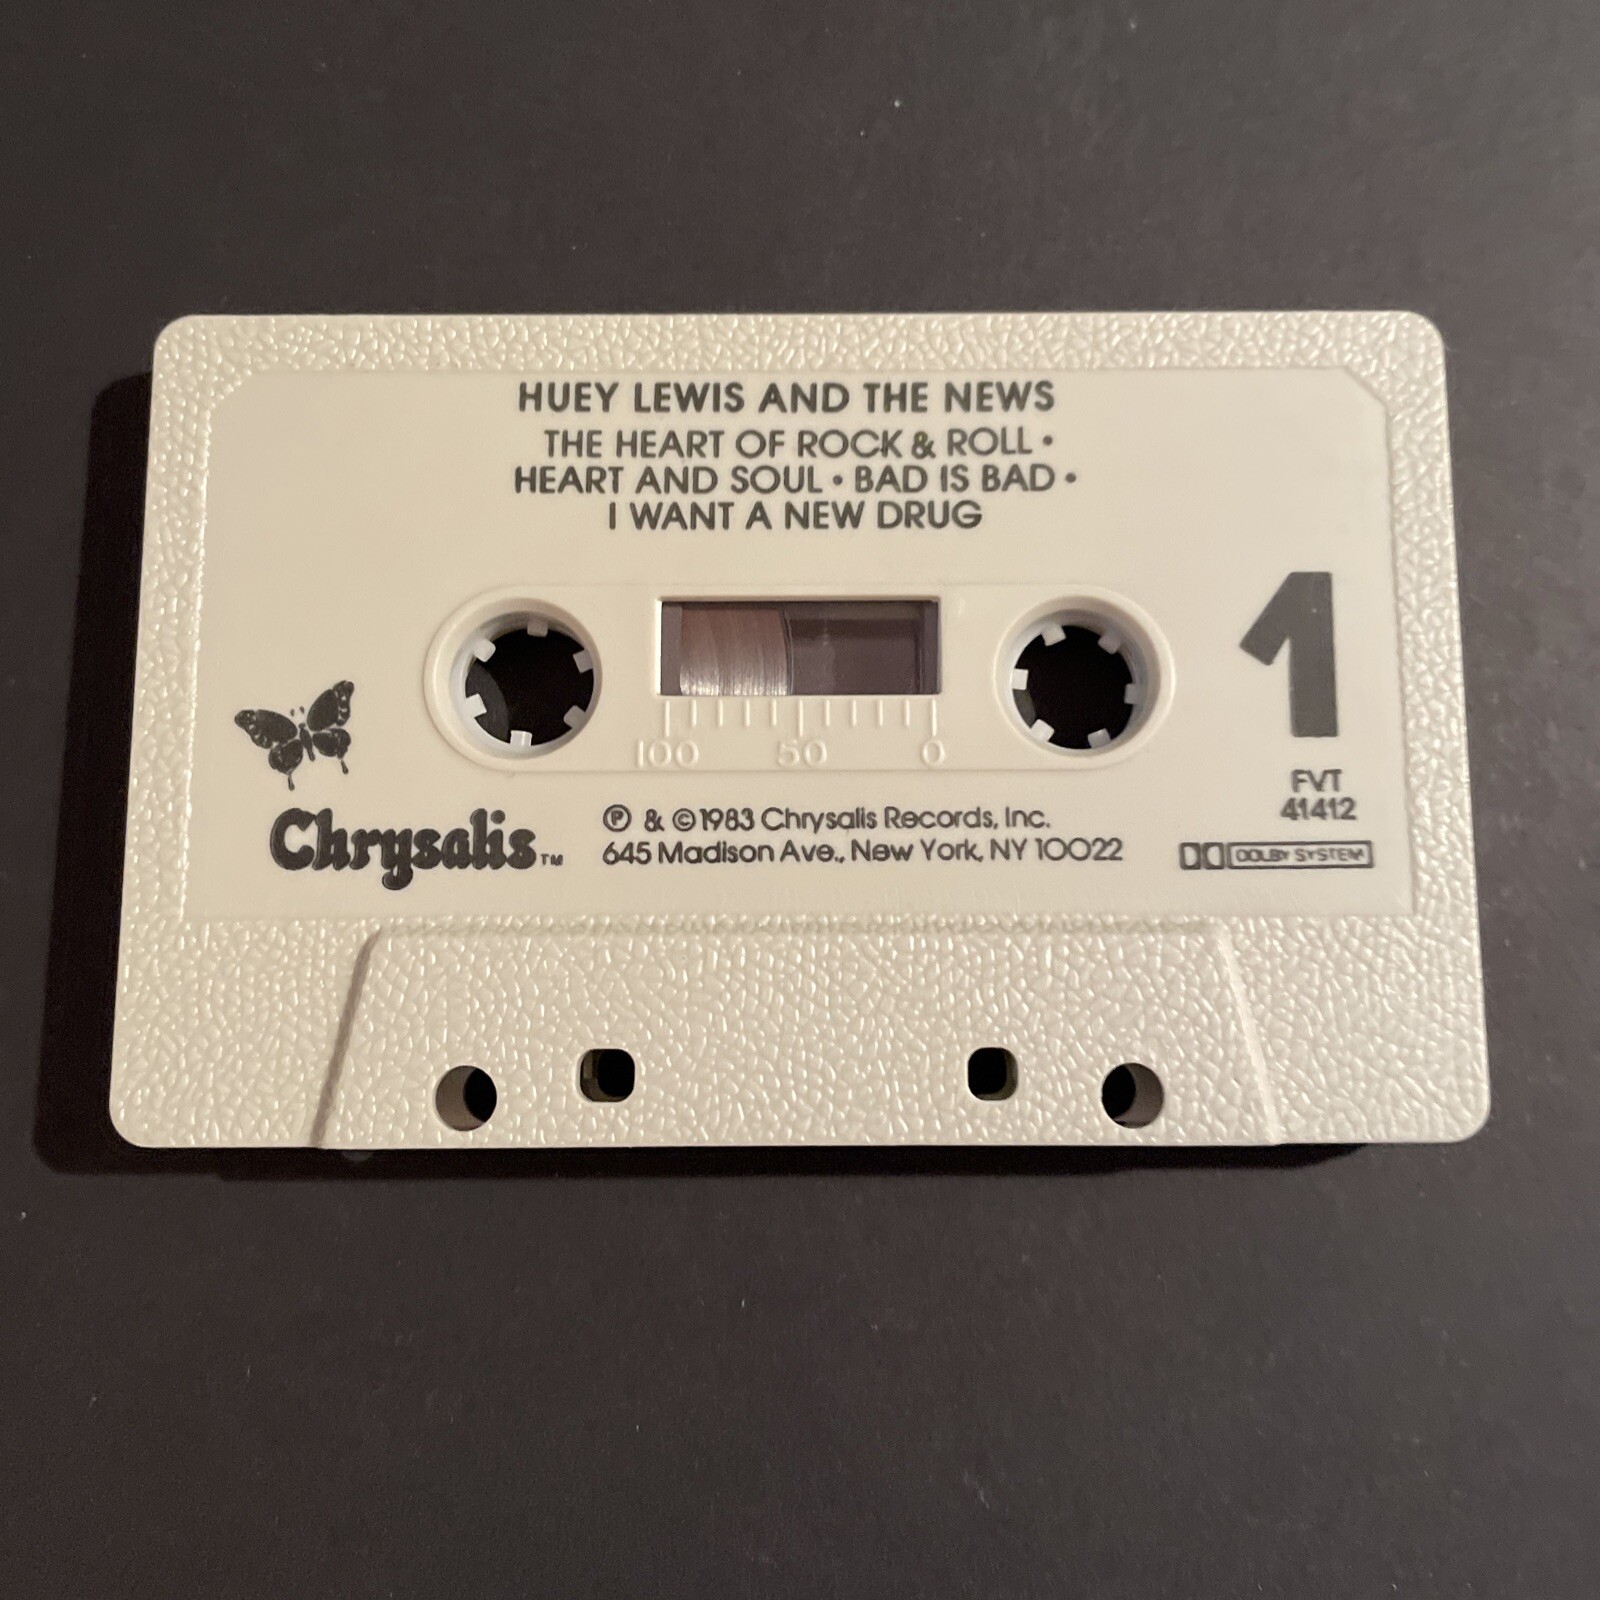 HUEY LEWIS AND THE NEWS
THE HEART OF ROCK & ROLL •
HEART AND SOUL • BAD IS BAD •
I WANT A NEW DRUG
1
100 50 0
FVT
41412
Chrysalis™
℗ & ©1983 Chrysalis Records, Inc.
645 Madison Ave., New York, NY 10022
DOLBY SYSTEM